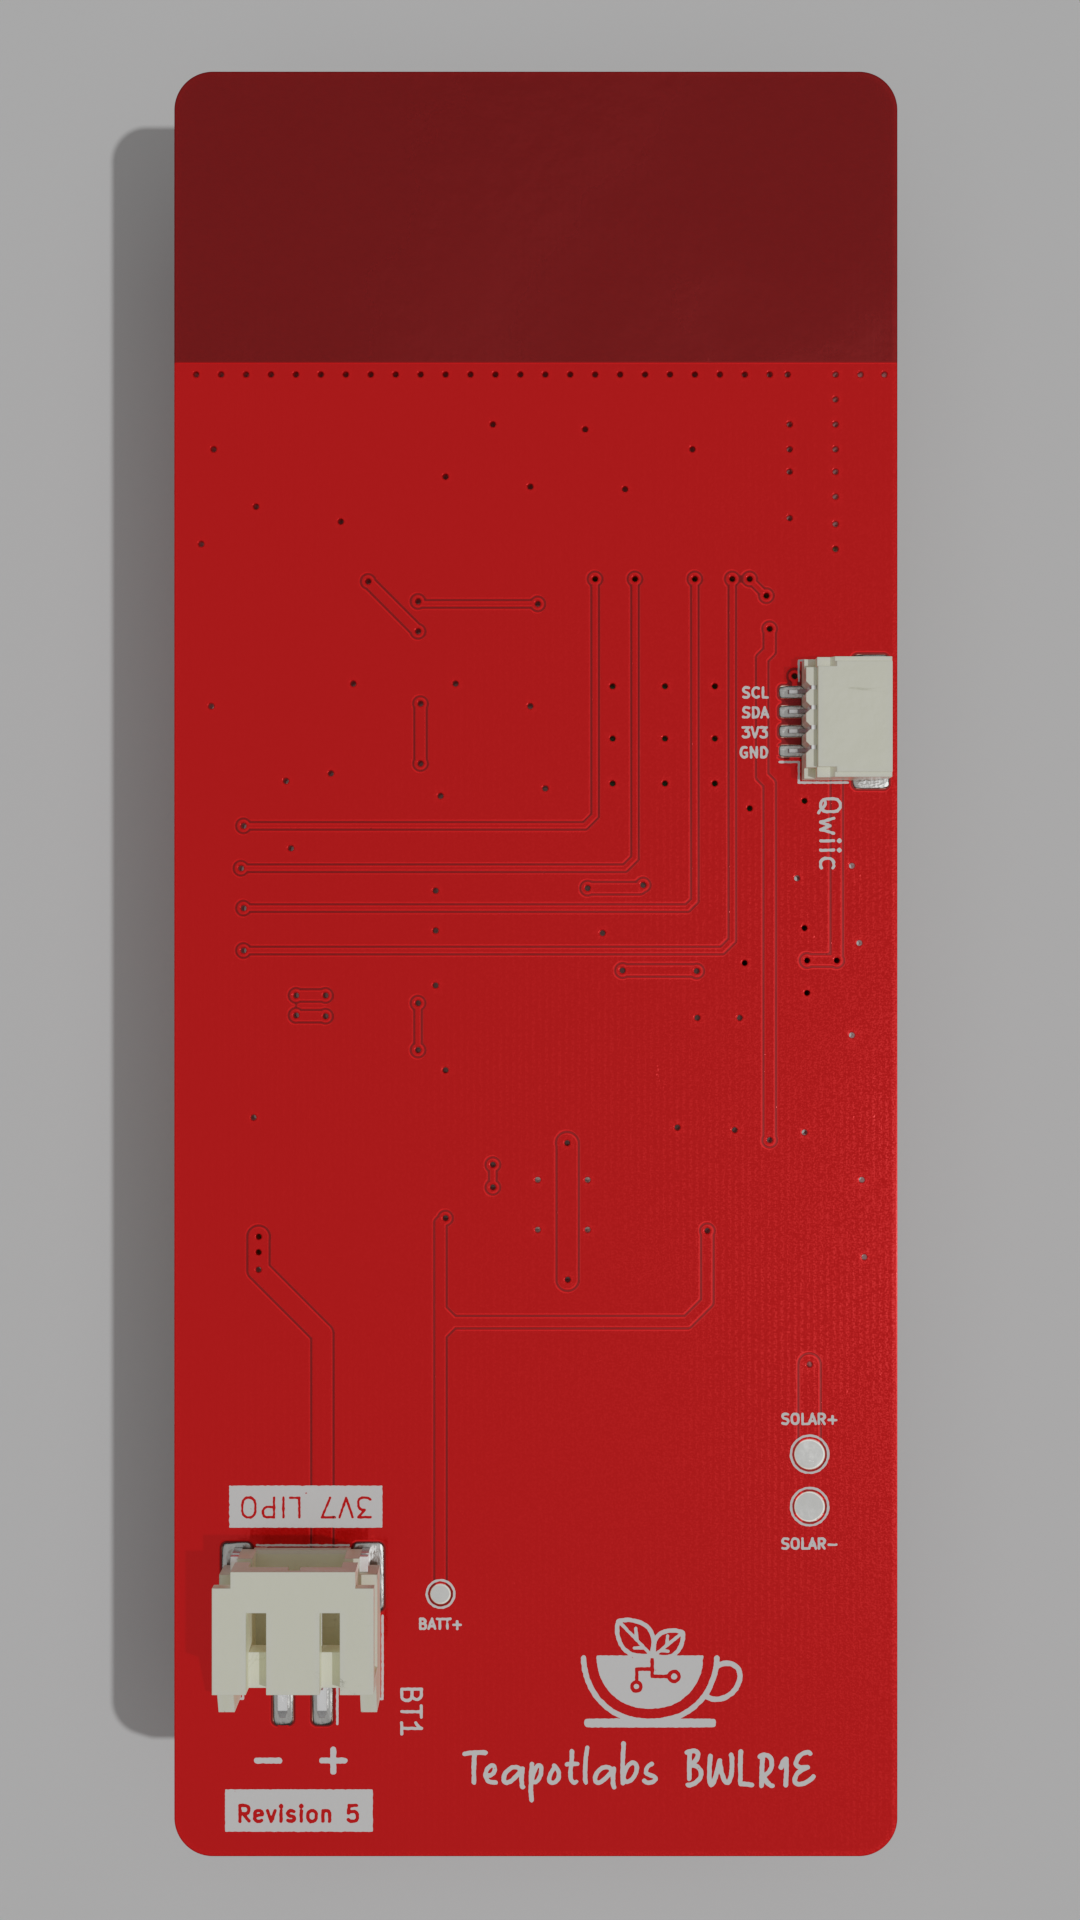 SCL
SDA
3V3
GND
Qwiic
SOLAR+
SOLAR-
3V7 LIPO
BATT+
BT1
- +
Teapotlabs BWLR1E
Revision 5